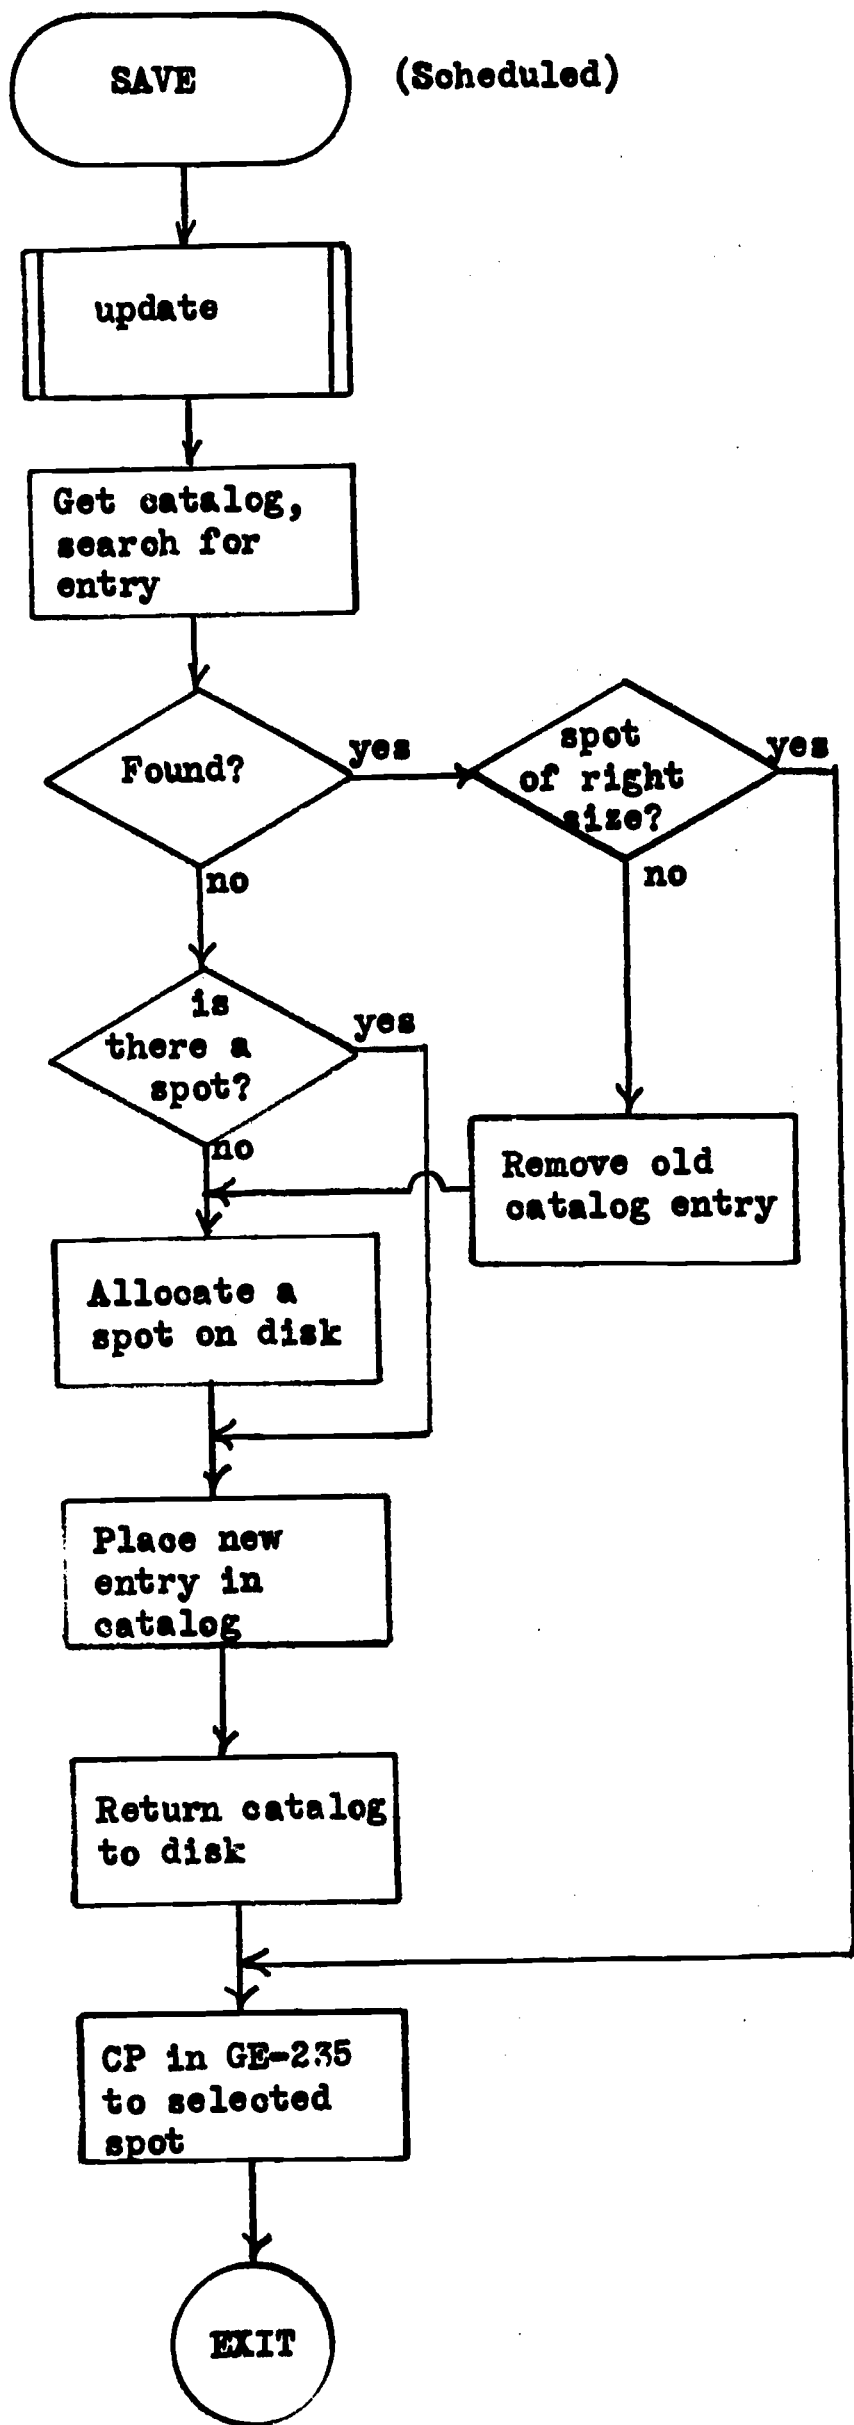 SAVE
(Scheduled)
update
Get catalog,
search for
entry
Found?
yes
spot
of right
size?
yes
no
no
is
there a
spot?
yes
no
Remove old
catalog entry
Allocate a
spot on disk
Place new
entry in
catalog
Return catalog
to disk
CP in GE-235
to selected
spot
EXIT